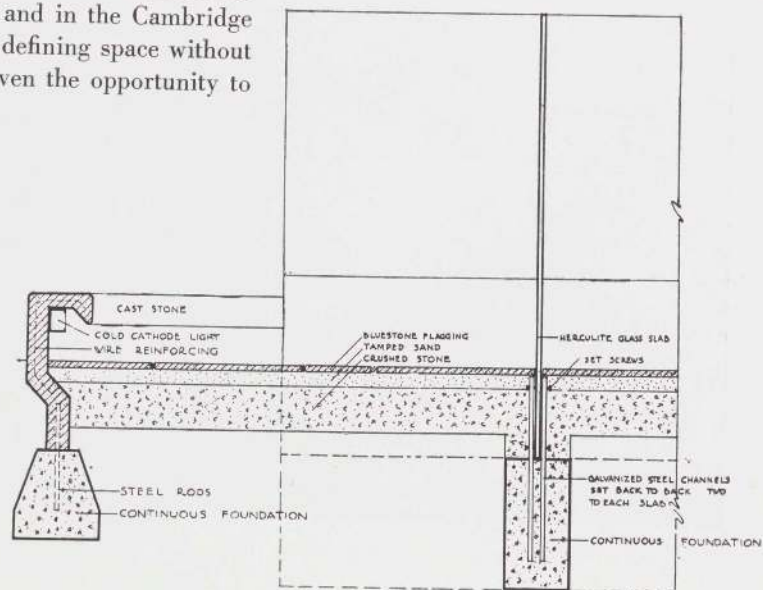 and in the Cambridge
defining space without
ven the opportunity to
CAST STONE
COLD CATHODE LIGHT
WIRE REINFORCING
BLUESTONE FLAGGING
TAMPED SAND
CRUSHED STONE
HERCULITE GLASS SLAB
SET SCREWS
STEEL RODS
CONTINUOUS FOUNDATION
GALVANIZED STEEL CHANNELS
SET BACK TO BACK TWO
TO EACH SLAB
CONTINUOUS FOUNDATION